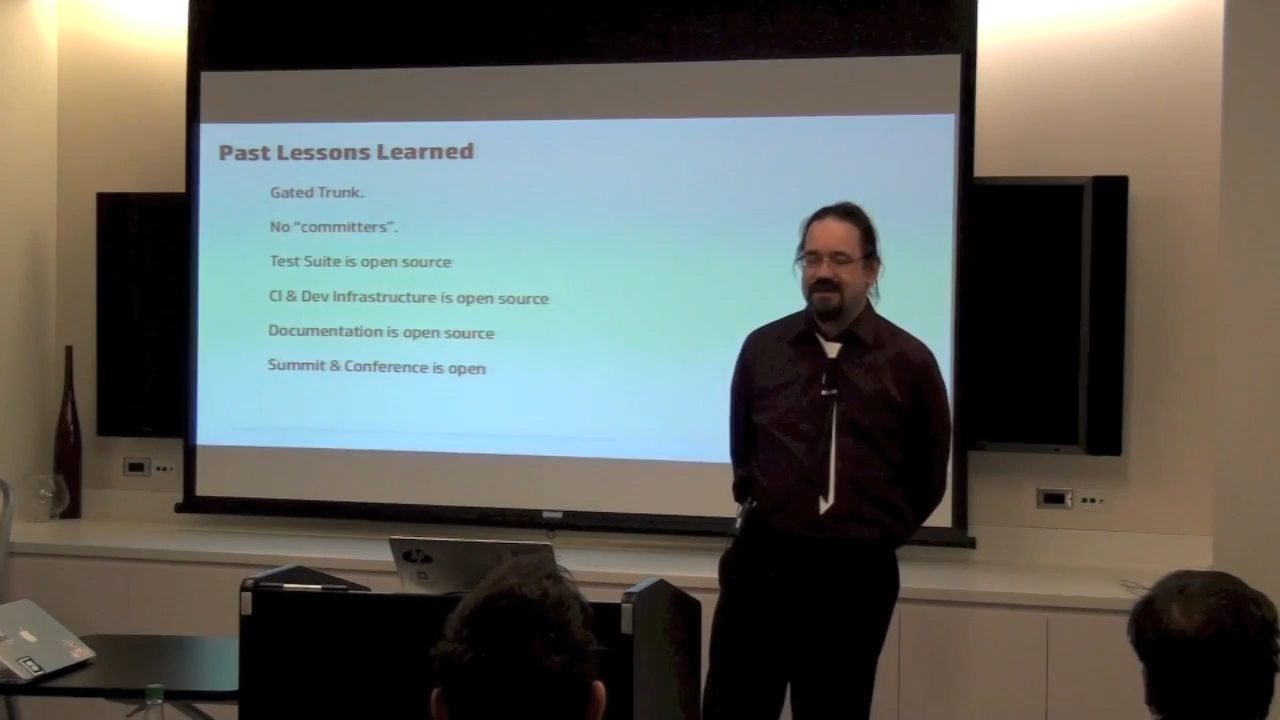 Past Lessons Learned
Gated Trunk.
No “committers”.
Test Suite is open source
CI & Dev Infrastructure is open source
Documentation is open source
Summit & Conference is open
hp